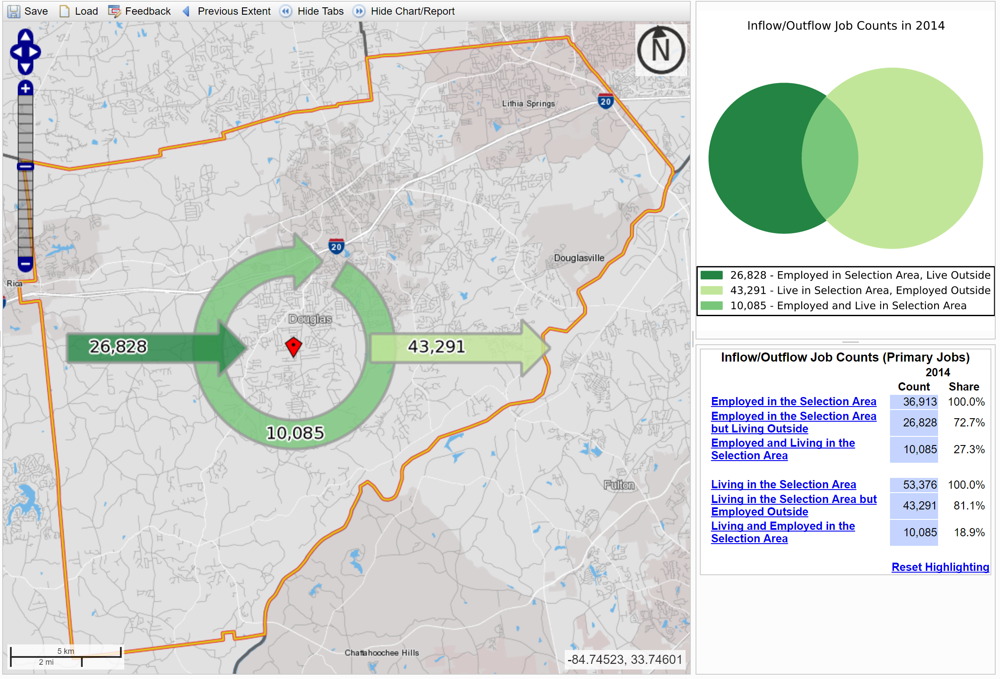 Save Load Feedback Previous Extent Hide Tabs Hide Chart/Report
N
20
Lithia Springs
20
Douglasville
Rica
Douglas
26,828
43,291
10,085
Fulton
Chattahoochee Hills
5 km
2 mi
-84.74523, 33.74601
Inflow/Outflow Job Counts in 2014
26,828 - Employed in Selection Area, Live Outside
43,291 - Live in Selection Area, Employed Outside
10,085 - Employed and Live in Selection Area
Inflow/Outflow Job Counts (Primary Jobs)
2014
Count Share
Employed in the Selection Area 36,913 100.0%
Employed in the Selection Area
but Living Outside 26,828 72.7%
Employed and Living in the
Selection Area 10,085 27.3%
Living in the Selection Area 53,376 100.0%
Living in the Selection Area but
Employed Outside 43,291 81.1%
Living and Employed in the
Selection Area 10,085 18.9%
Reset Highlighting